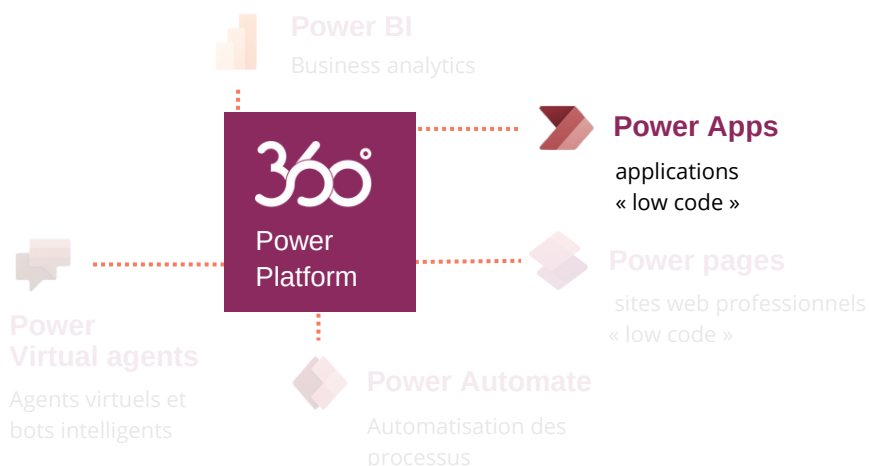 Power BI
Business analytics
Power Apps
applications
« low code »
360°
Power
Platform
Power pages
sites web professionnels
« low code »
Power
Virtual agents
Agents virtuels et
bots intelligents
Power Automate
Automatisation des
processus